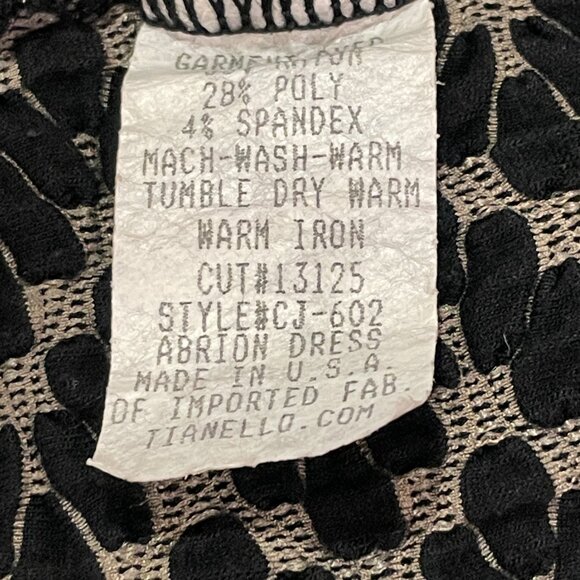 28% POLY
4% SPANDEX
MACH-WASH-WARM
TUMBLE DRY WARM
WARM IRON
CUT#13125
STYLE#CJ-602
ABRION DRESS
MADE IN U.S.A.
OF IMPORTED FAB.
TIANELLO.COM